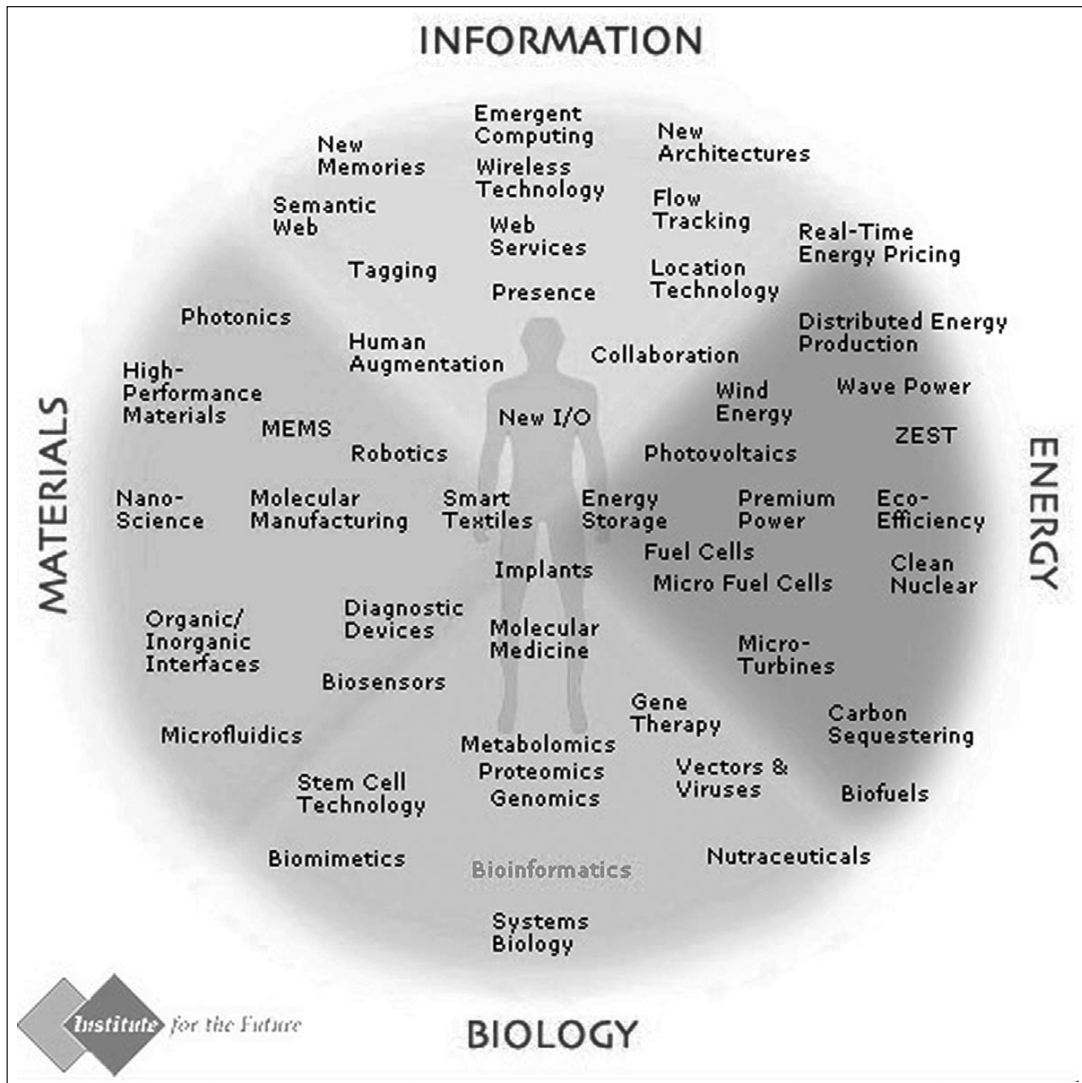 INFORMATION
Emergent
Computing
New
Architectures
New
Memories
Wireless
Technology
Semantic
Web
Flow
Tracking
Web
Services
Real-Time
Energy Pricing
Tagging
Location
Technology
Presence
Photonics
Distributed Energy
Production
Human
Augmentation
Collaboration
High-
Performance
Materials
Wind
Energy
Wave Power
New I/O
MEMS
ZEST
Robotics
Photovoltaics
MATERIALS
ENERGY
Nano-
Science
Molecular
Manufacturing
Smart
Textiles
Energy
Storage
Premium
Power
Eco-
Efficiency
Fuel Cells
Implants
Micro Fuel Cells
Clean
Nuclear
Organic/
Inorganic
Interfaces
Diagnostic
Devices
Molecular
Medicine
Micro-
Turbines
Biosensors
Gene
Therapy
Carbon
Sequestering
Microfluidics
Metabolomics
Proteomics
Genomics
Vectors &
Viruses
Stem Cell
Technology
Biofuels
Biomimetics
Bioinformatics
Nutraceuticals
Systems
Biology
Institute for the Future
BIOLOGY